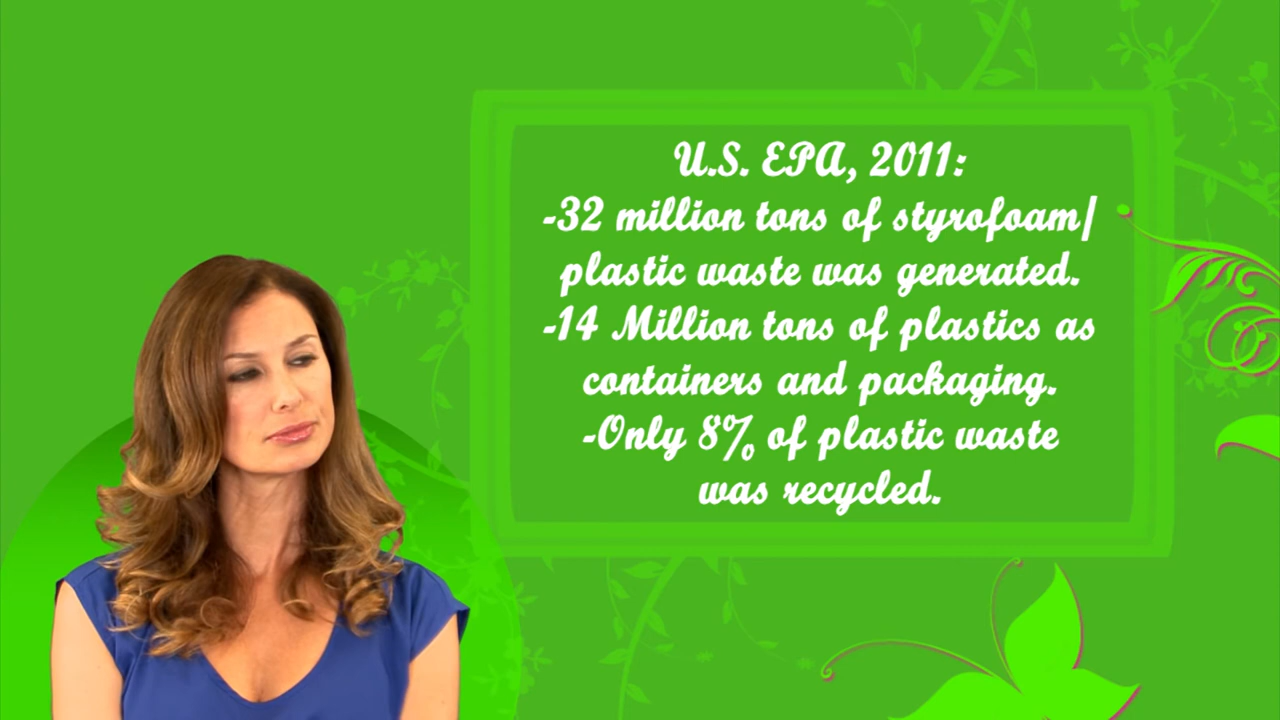 U.S. EPA, 2011:
-32 million tons of styrofoam/
plastic waste was generated.
-14 Million tons of plastics as
containers and packaging.
-Only 8% of plastic waste
was recycled.